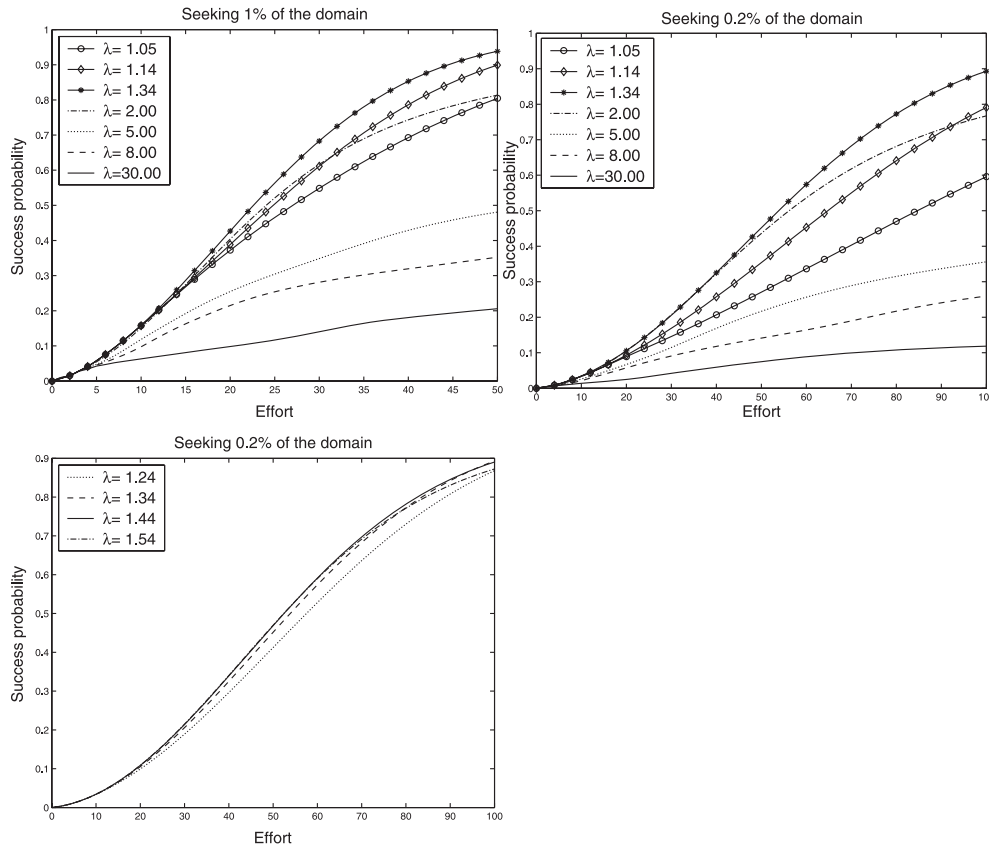 Seeking 1% of the domain
λ= 1.05
λ= 1.14
λ= 1.34
λ= 2.00
λ= 5.00
λ= 8.00
λ=30.00
Success probability
1
0.9
0.8
0.7
0.6
0.5
0.4
0.3
0.2
0.1
0
0 5 10 15 20 25 30 35 40 45 50
Effort
Seeking 0.2% of the domain
λ= 1.05
λ= 1.14
λ= 1.34
λ= 2.00
λ= 5.00
λ= 8.00
λ=30.00
Success probability
1
0.9
0.8
0.7
0.6
0.5
0.4
0.3
0.2
0.1
0
0 10 20 30 40 50 60 70 80 90 100
Effort
Seeking 0.2% of the domain
λ= 1.24
λ= 1.34
λ= 1.44
λ= 1.54
Success probability
0.9
0.8
0.7
0.6
0.5
0.4
0.3
0.2
0.1
0
0 10 20 30 40 50 60 70 80 90 100
Effort